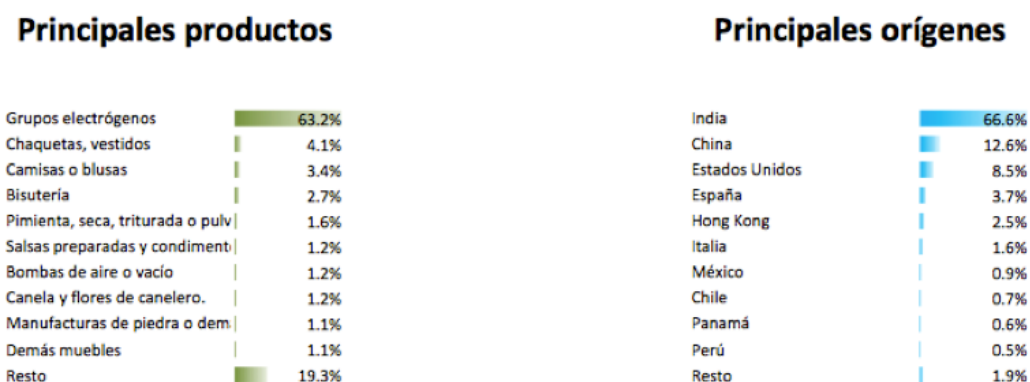 Principales productos
Grupos electrógenos 63.2%
Chaquetas, vestidos 4.1%
Camisas o blusas 3.4%
Bisutería 2.7%
Pimienta, seca, triturada o pulv 1.6%
Salsas preparadas y condiment 1.2%
Bombas de aire o vacío 1.2%
Canela y flores de canelero. 1.2%
Manufacturas de piedra o dem 1.1%
Demás muebles 1.1%
Resto 19.3%
Principales orígenes
India 66.6%
China 12.6%
Estados Unidos 8.5%
España 3.7%
Hong Kong 2.5%
Italia 1.6%
México 0.9%
Chile 0.7%
Panamá 0.6%
Perú 0.5%
Resto 1.9%